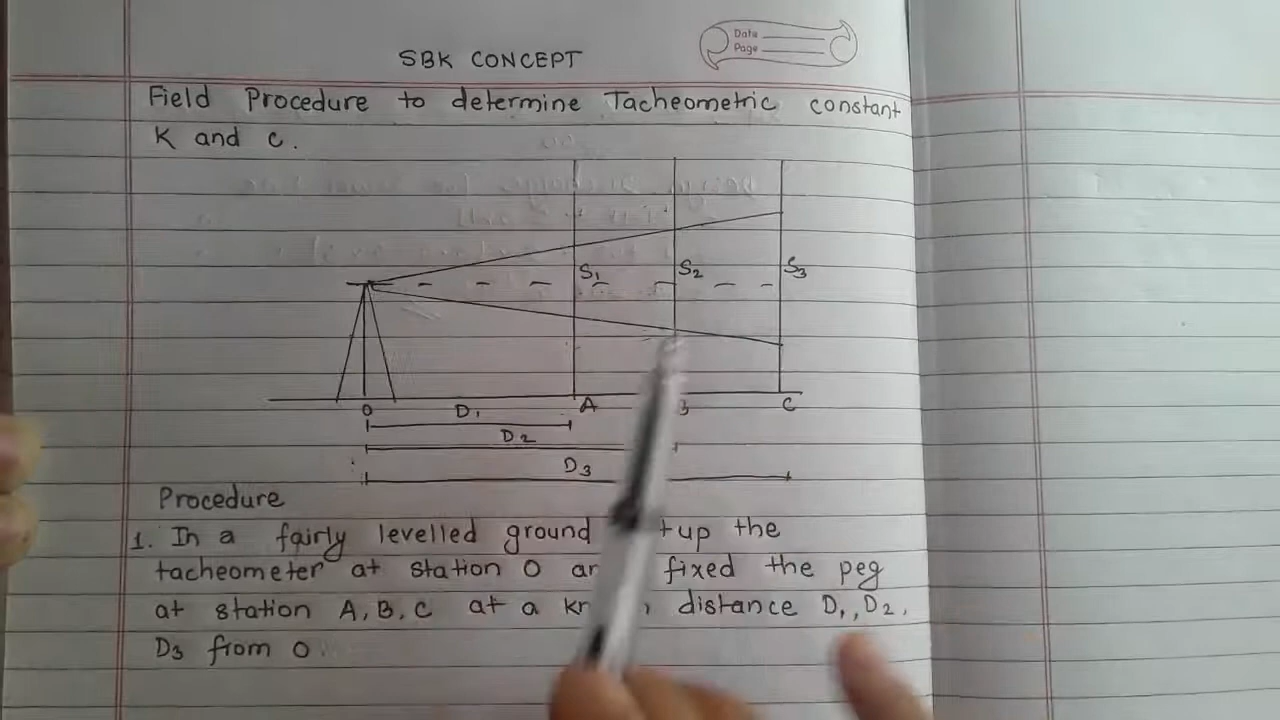 Date
Page
SBK CONCEPT
Field Procedure to determine Tacheometric constant
K and C.
S1 S2 S3
O D1 A C
D2
D3
Procedure
1. In a fairly levelled ground the
tacheometer at station O fixed the peg
at station A, B, C at a distance D1, D2,
D3 from O